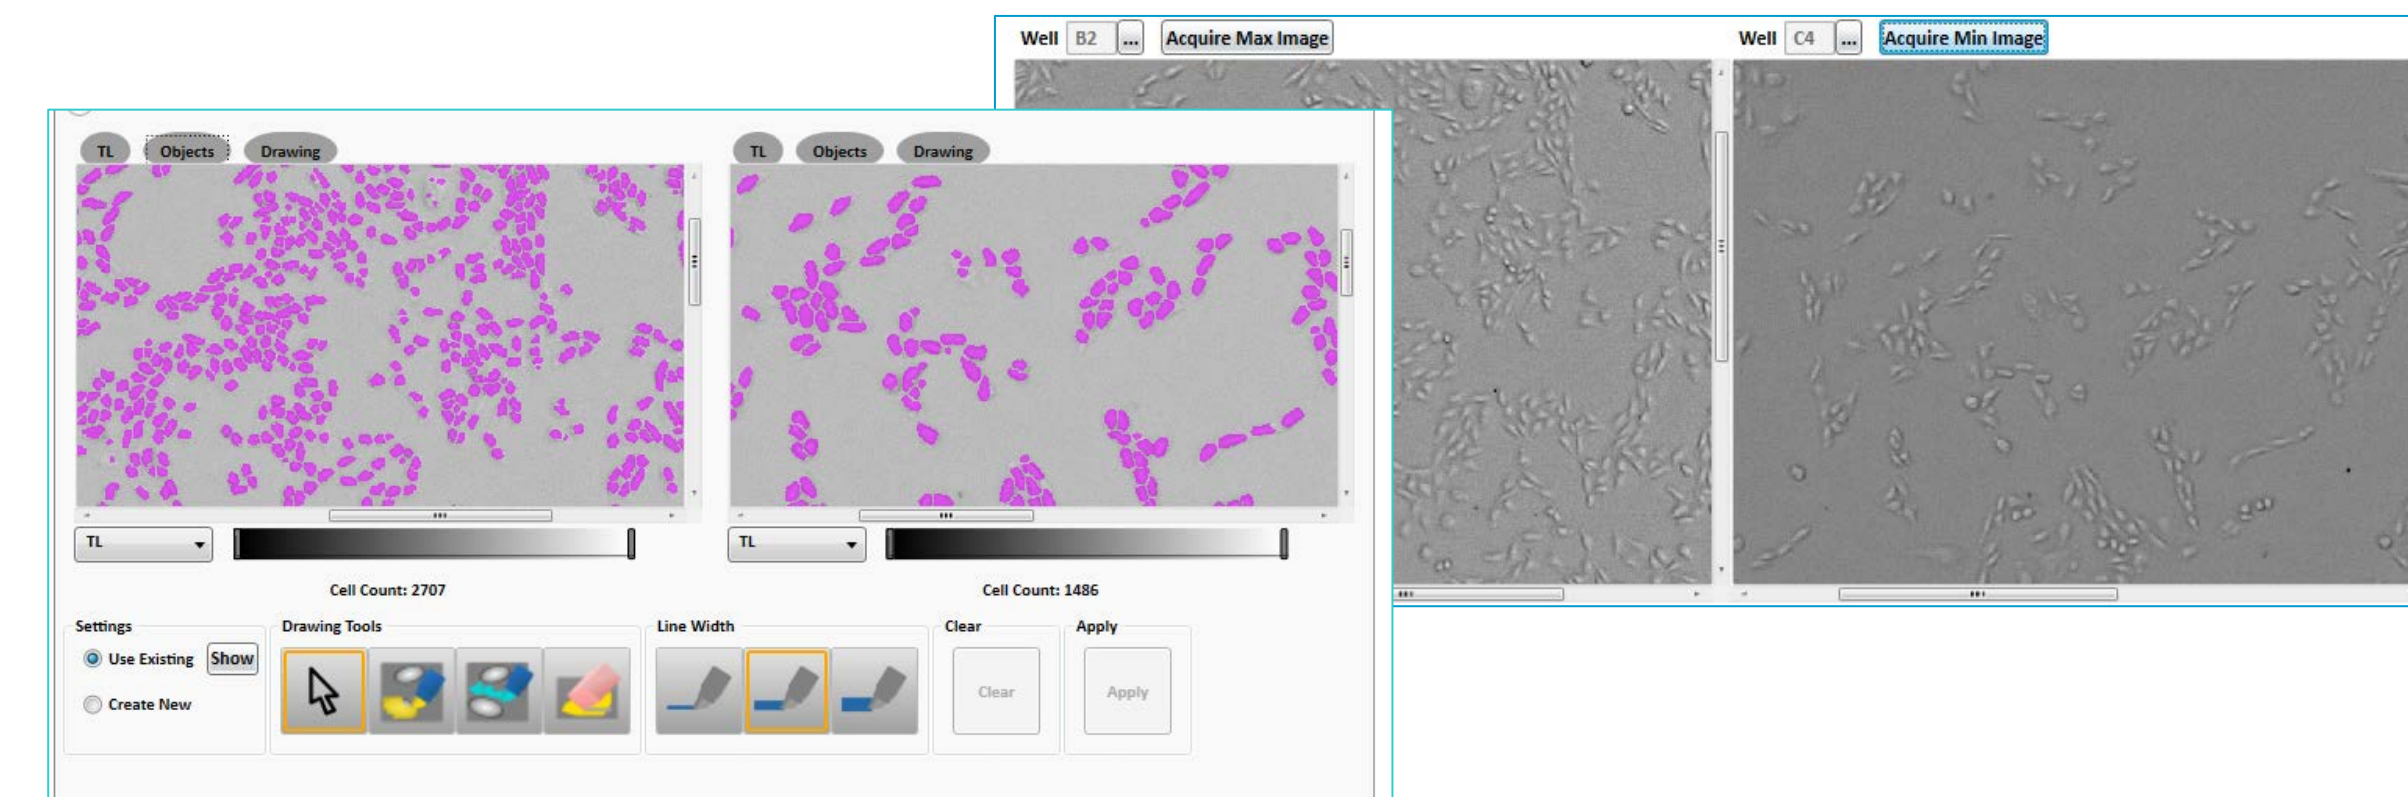 Well B2 ... Acquire Max Image Well C4 ... Acquire Min Image
TL Objects Drawing TL Objects Drawing
TL TL
Cell Count: 2707 Cell Count: 1486
Settings Drawing Tools Line Width Clear Apply
Use Existing Show
Clear Apply
Create New